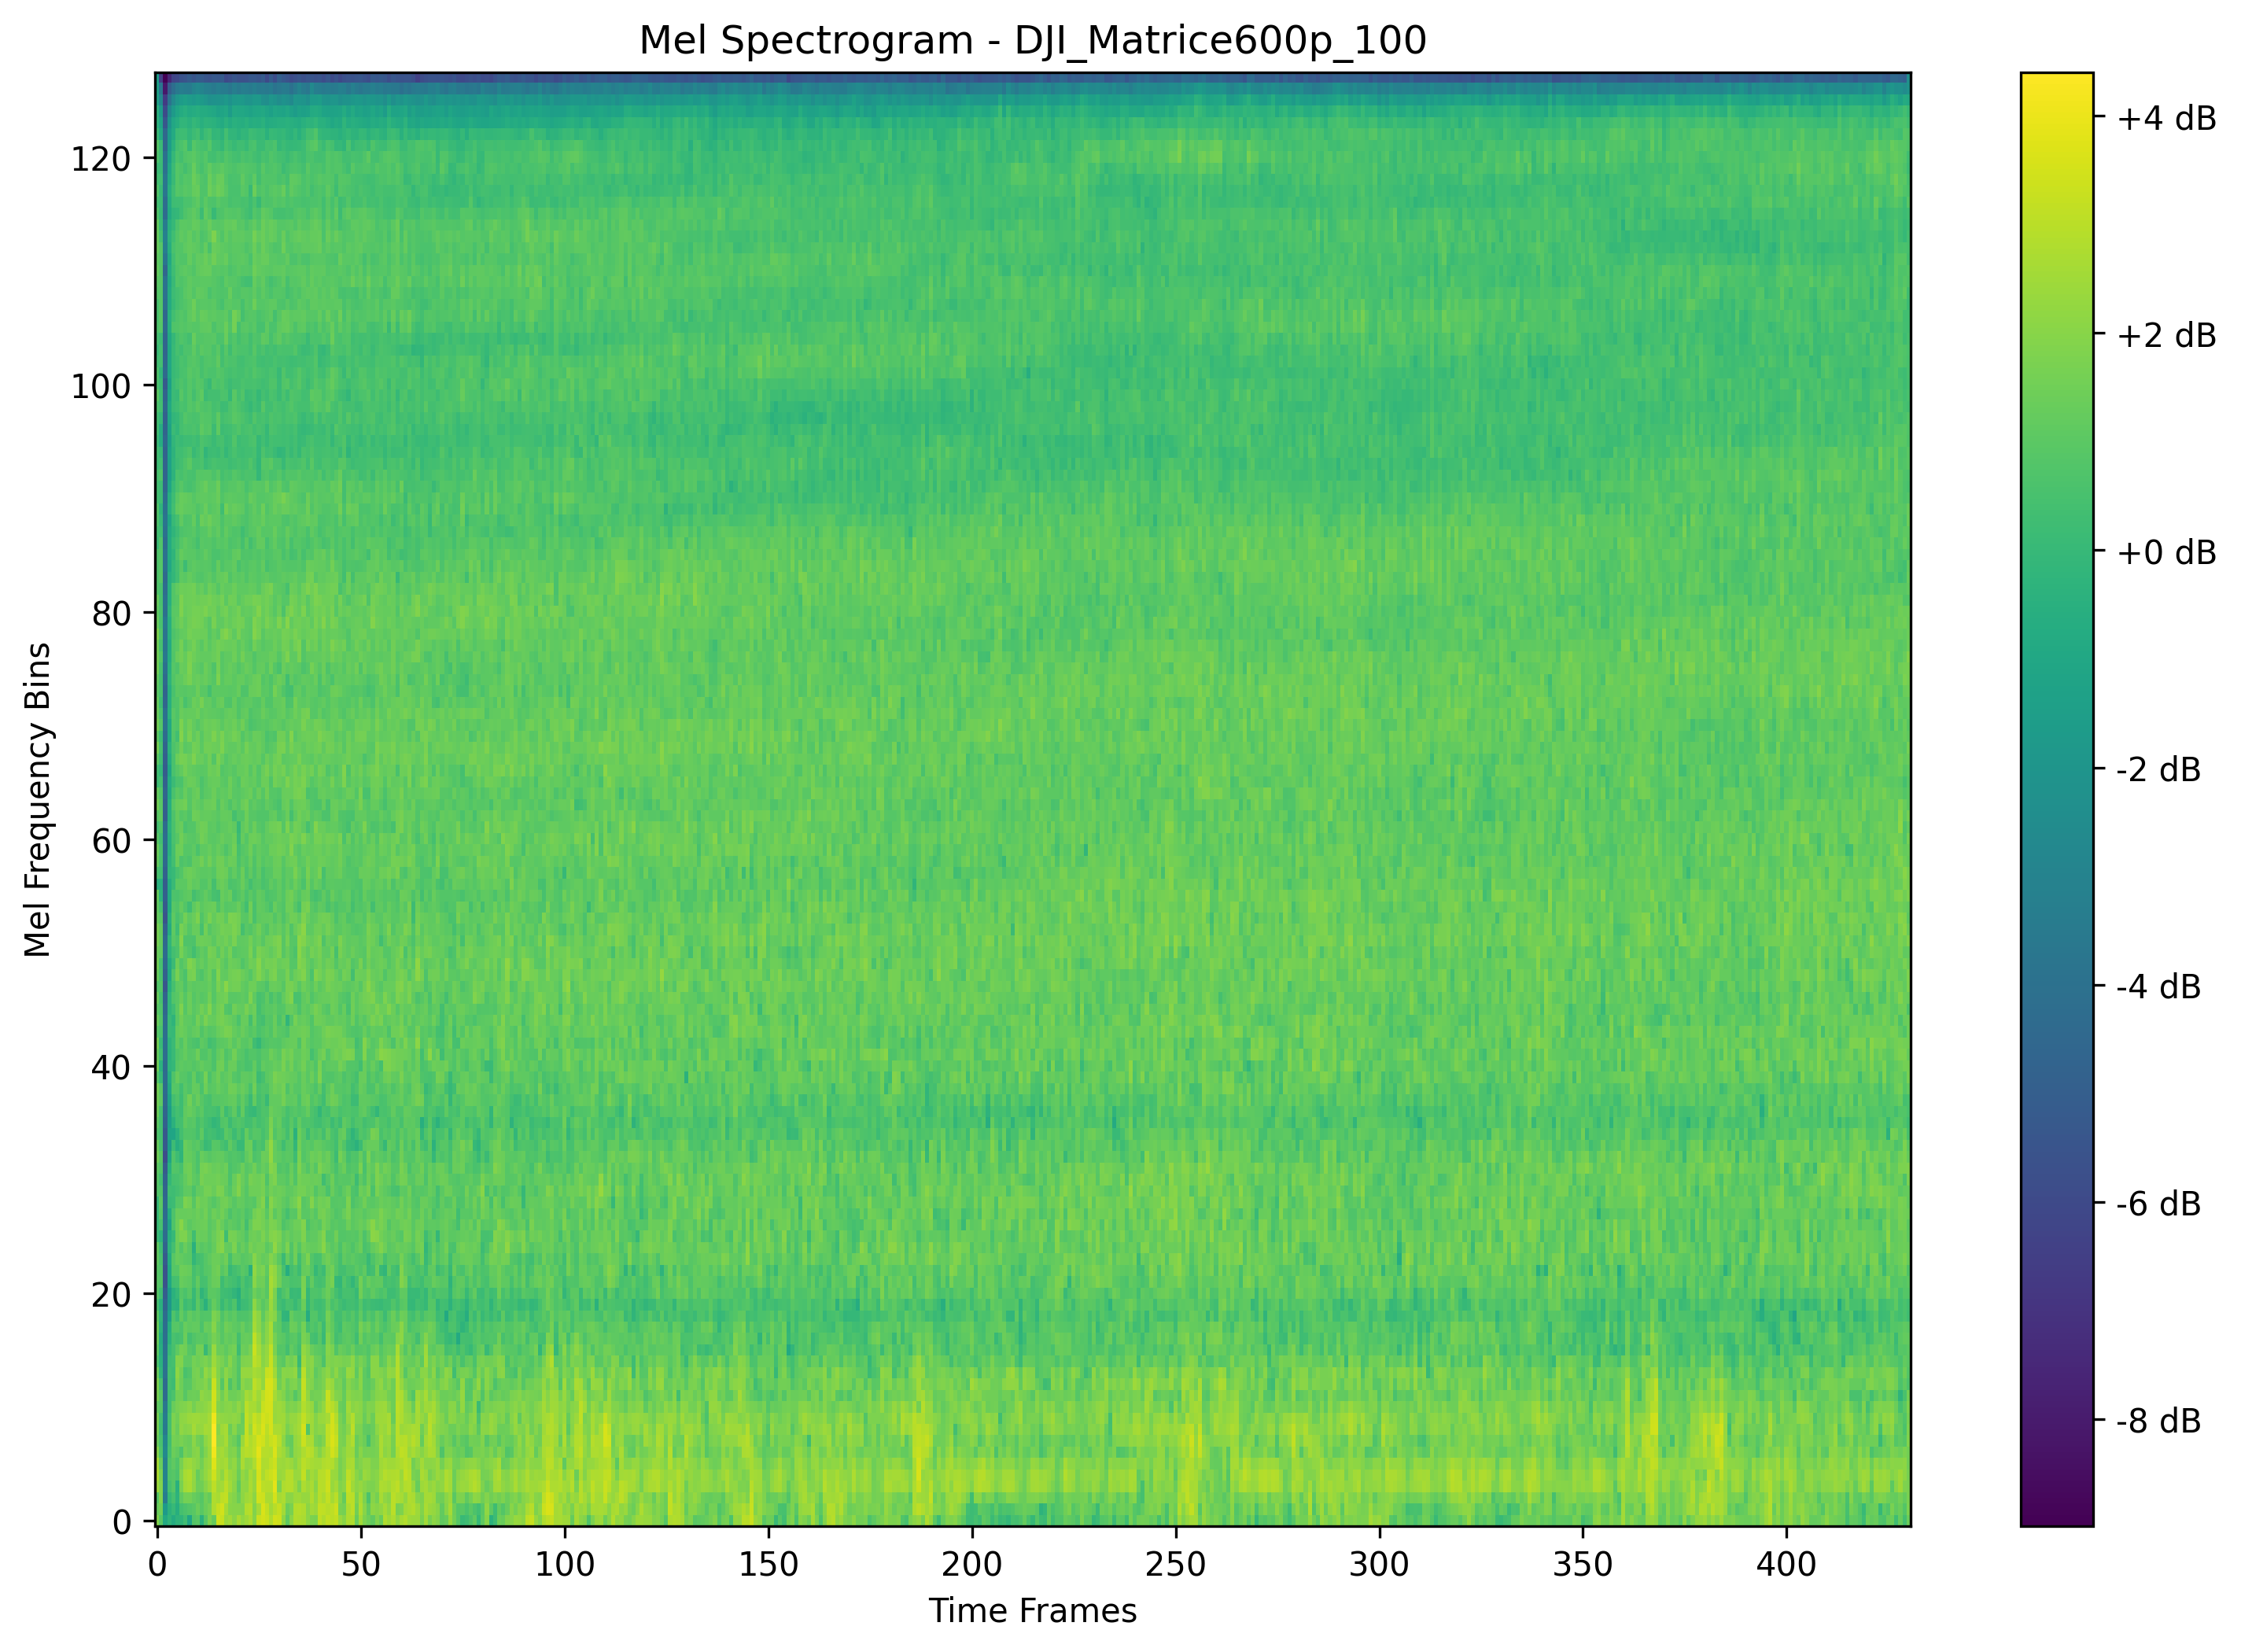 Mel Spectrogram - DJI_Matrice600p_100
Mel Frequency Bins
120
100
80
60
40
20
0
0 50 100 150 200 250 300 350 400
Time Frames
+4 dB
+2 dB
+0 dB
-2 dB
-4 dB
-6 dB
-8 dB